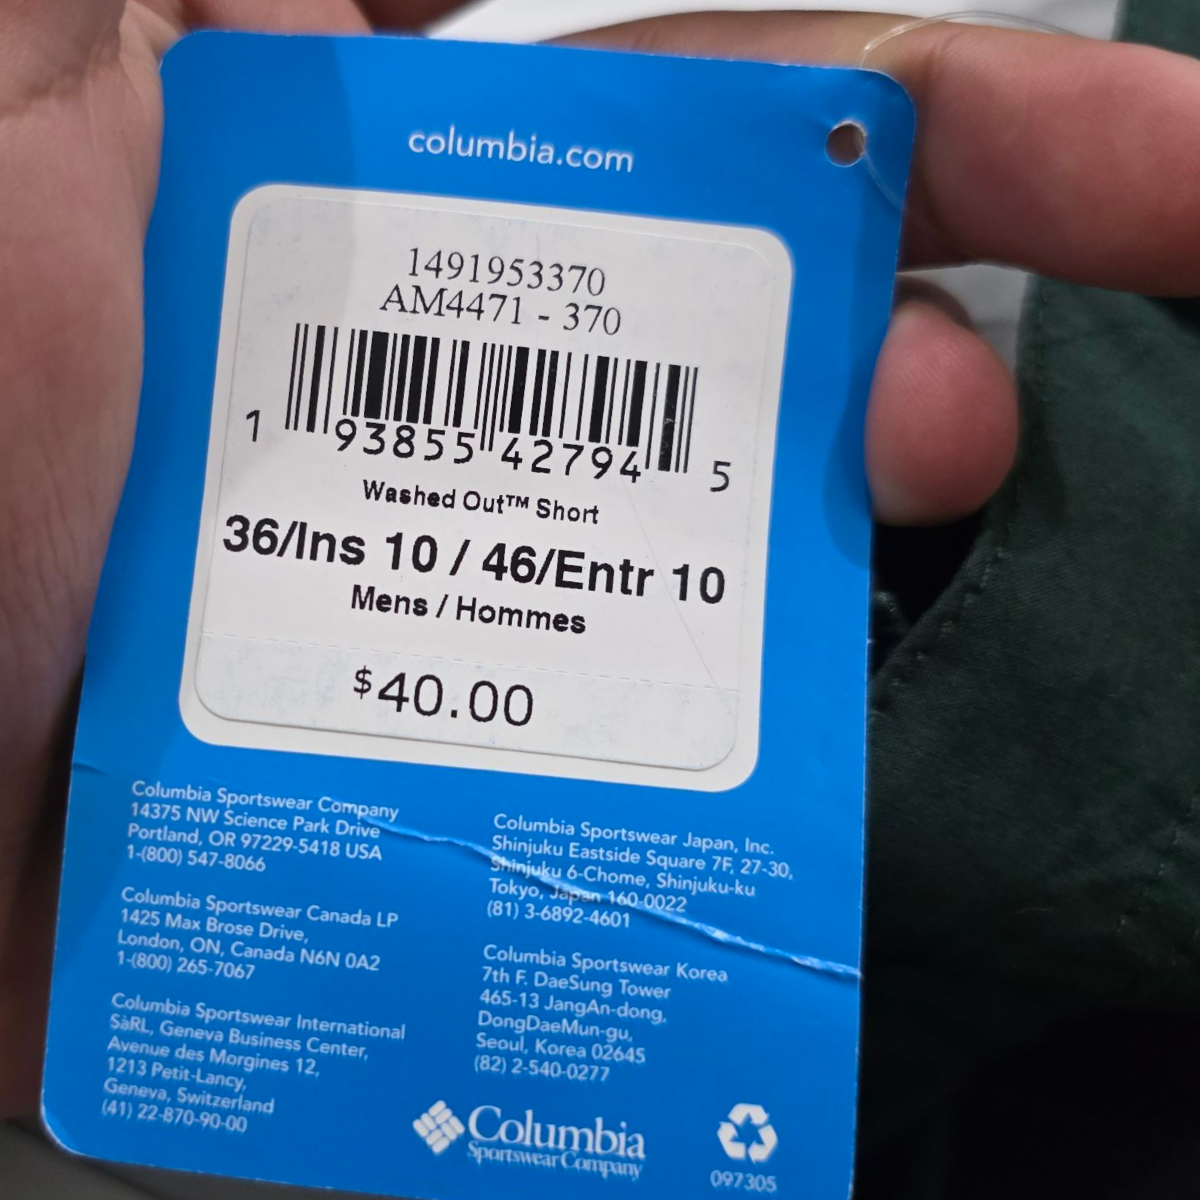 columbia.com
1491953370
AM4471 - 370
1 93855 42794 5
Washed Out™ Short
36/Ins 10 / 46/Entr 10
Mens / Hommes
$40.00
Columbia Sportswear Company
14375 NW Science Park Drive
Portland, OR 97229-5418 USA
1-(800) 547-8066
Columbia Sportswear Canada LP
1425 Max Brose Drive,
London, ON, Canada N6N 0A2
1-(800) 265-7067
Columbia Sportswear International
SàRL, Geneva Business Center,
Avenue des Morgines 12,
1213 Petit-Lancy,
Geneva, Switzerland
(41) 22-870-90-00
Columbia Sportswear Japan, Inc.
Shinjuku Eastside Square 7F, 27-30,
Shinjuku 6-Chome, Shinjuku-ku
Tokyo, Japan 160-0022
(81) 3-6892-4601
Columbia Sportswear Korea
7th F. DaeSung Tower
465-13 JangAn-dong,
DongDaeMun-gu,
Seoul, Korea 02645
(82) 2-540-0277
Columbia
Sportswear Company
097305